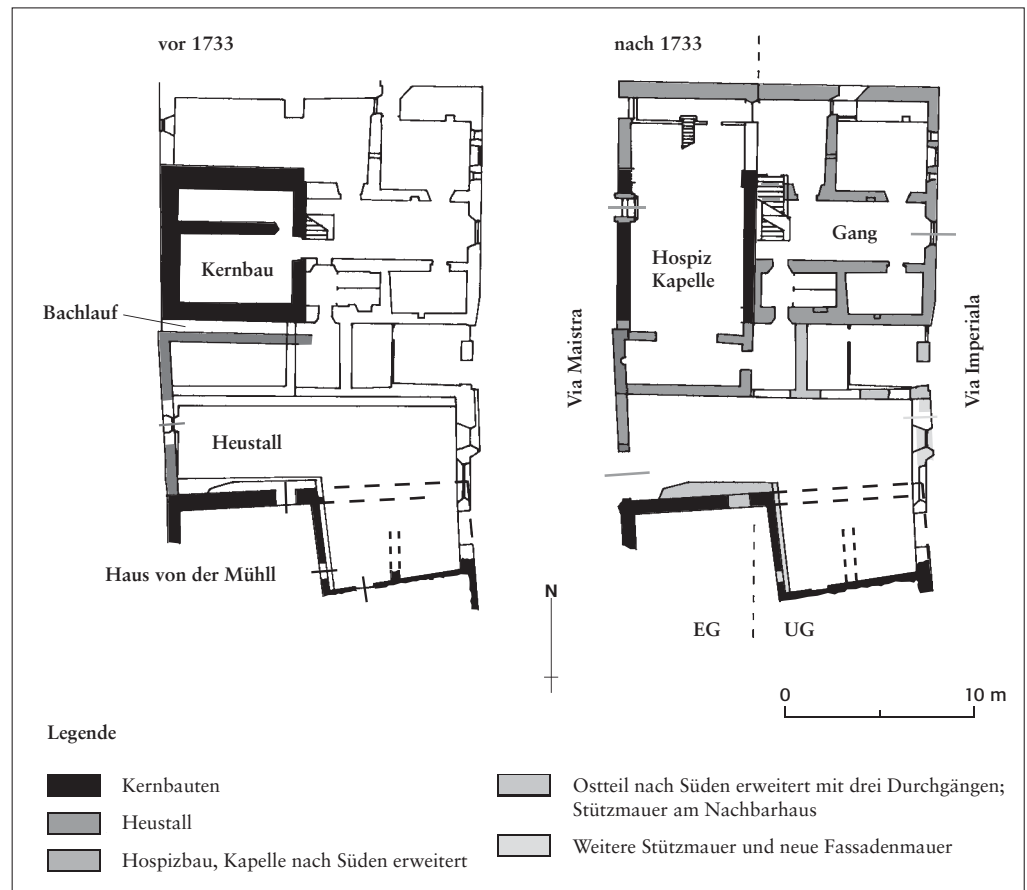 vor 1733
nach 1733
Kernbau
Bachlauf
Heustall
Haus von der Mühll
Hospiz
Kapelle
Gang
Via Maistra
Via Imperiala
N
EG
UG
0
10 m
Legende
Kernbauten
Heustall
Hospizbau, Kapelle nach Süden erweitert
Ostteil nach Süden erweitert mit drei Durchgängen;
Stützmauer am Nachbarhaus
Weitere Stützmauer und neue Fassadenmauer